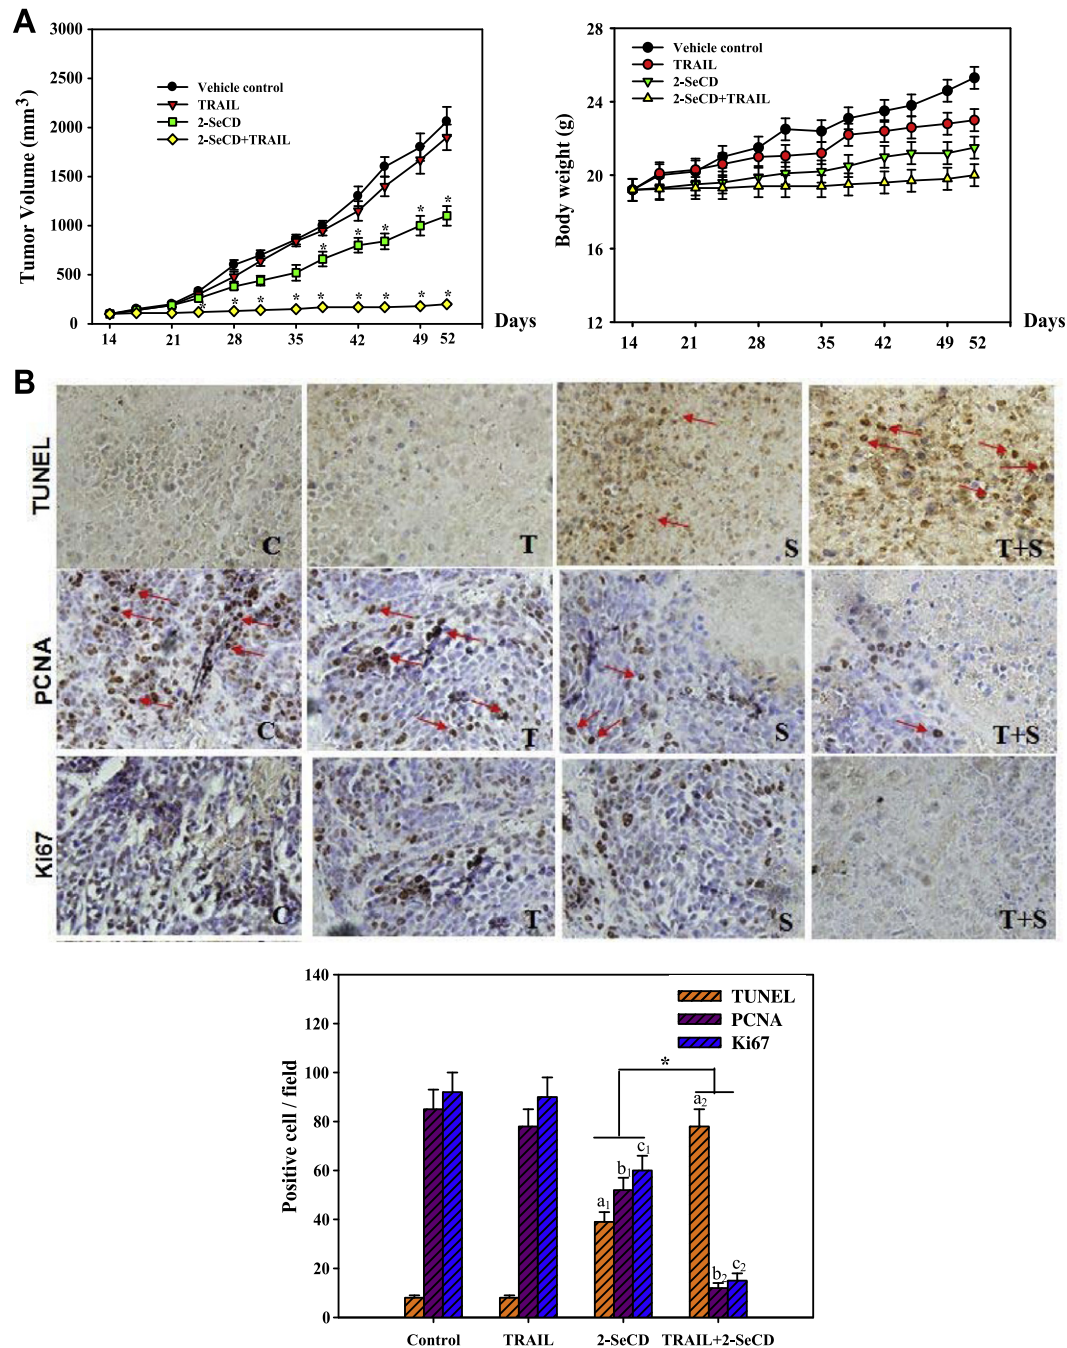 A
3000
2500
2000
1500
1000
500
0
Tumor Volume (mm³)
Vehicle control
TRAIL
2-SeCD
2-SeCD+TRAIL
* * * * *
* * * * * * * * *
14 21 28 35 42 49 52
Days
28
24
20
16
12
Body weight (g)
Vehicle control
TRAIL
2-SeCD
2-SeCD+TRAIL
14 21 28 35 42 49 52
Days
B
TUNEL
C T S T+S
PCNA
C T S T+S
Ki67
C T S T+S
140
120
100
80
60
40
20
0
Positive cell / field
TUNEL
PCNA
Ki67
*
a₁ b₁ c₁
a₂ b₂ c₂
Control TRAIL 2-SeCD TRAIL+2-SeCD